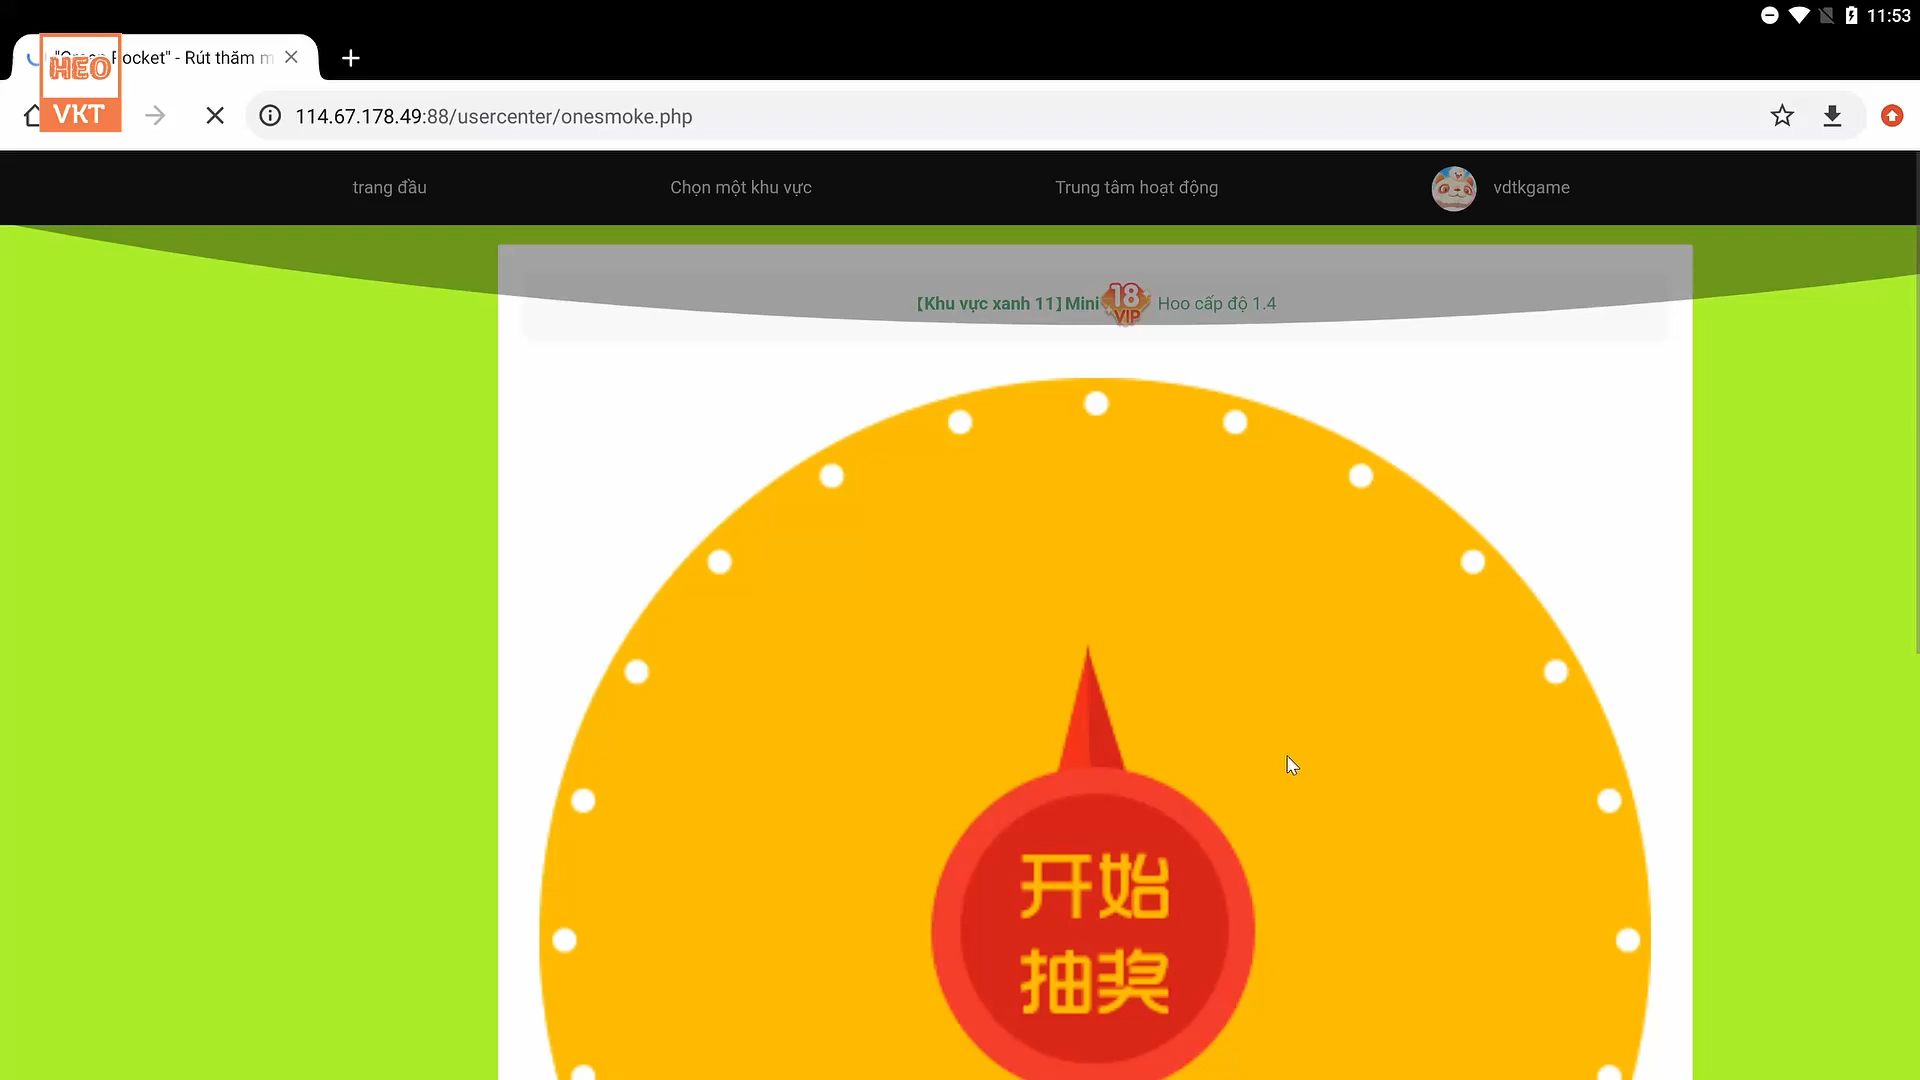 11:53
ocket" - Rút thăm m
HEO
VKT
114.67.178.49:88/usercenter/onesmoke.php
trang đầu
Chọn một khu vực
Trung tâm hoạt động
vdtkgame
【Khu vực xanh 11】Mini 18 VIP Hoo cấp độ 1.4
开始
抽奖